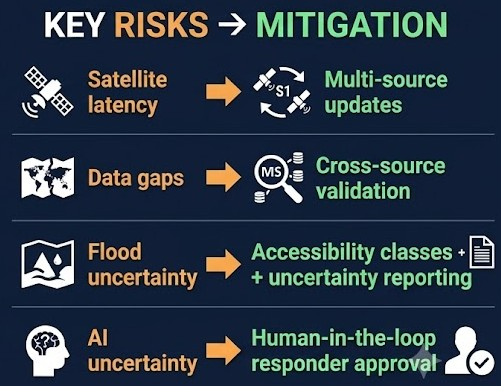 KEY RISKS → MITIGATION
Satellite
latency
S1
Multi-source
updates
Data gaps
MS
Cross-source
validation
Flood
uncertainty
Accessibility classes +
+ uncertainty reporting
?
AI
uncertainty
Human-in-the-loop
responder approval